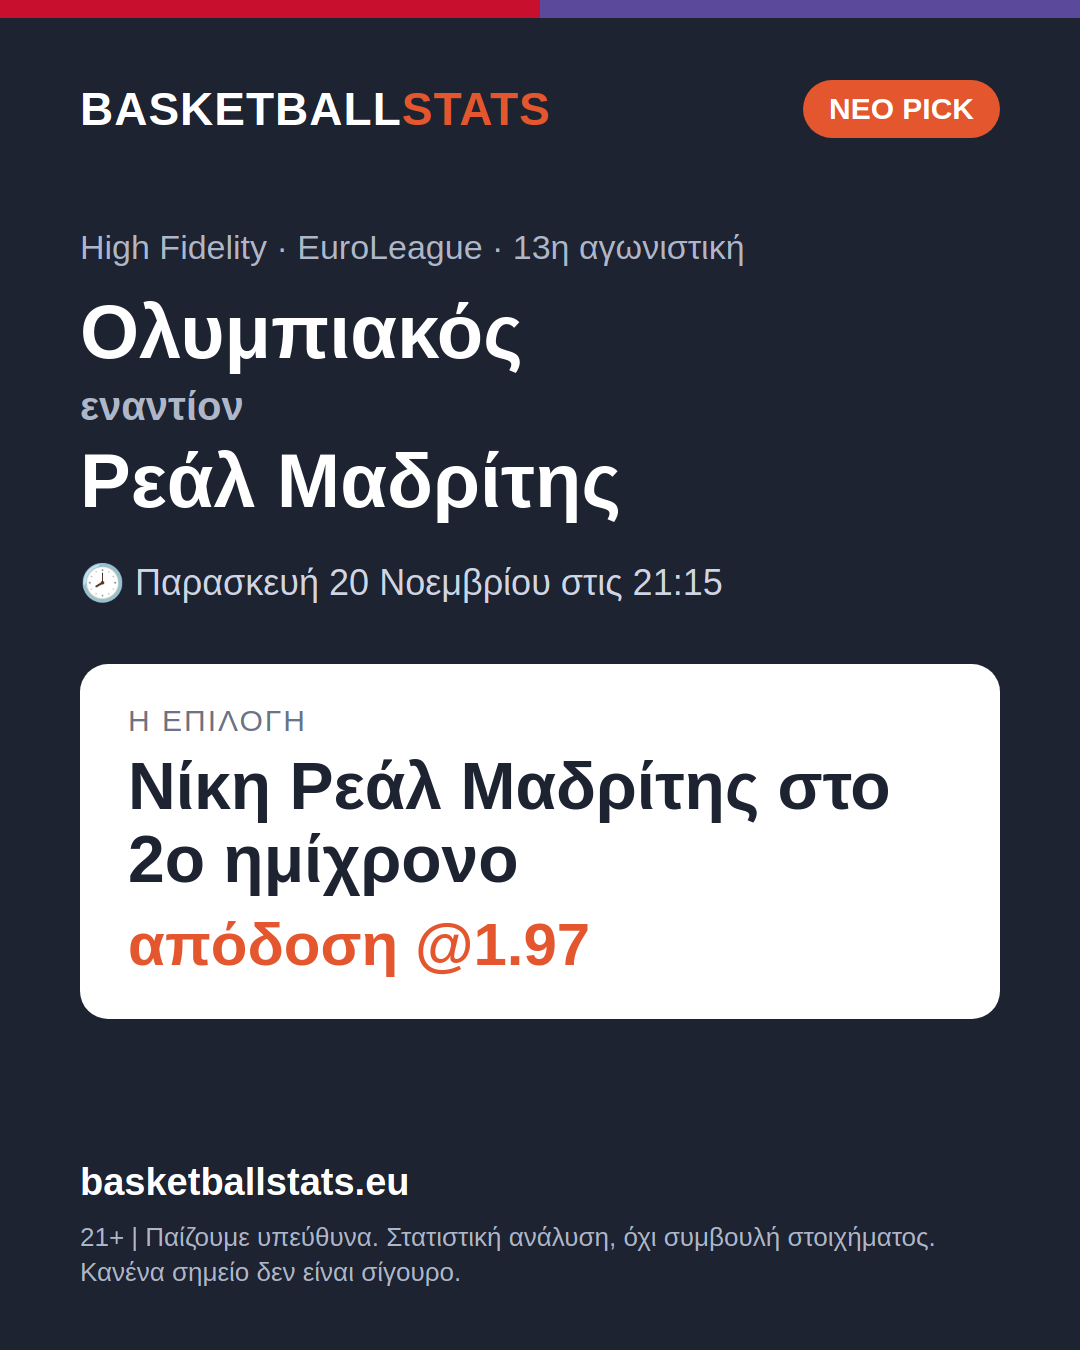 BASKETBALLSTATS
NEO PICK
High Fidelity · EuroLeague · 13η αγωνιστική
Ολυμπιακός
εναντίον
Ρεάλ Μαδρίτης
Παρασκευή 20 Νοεμβρίου στις 21:15
Η ΕΠΙΛΟΓΗ
Νίκη Ρεάλ Μαδρίτης στο
2ο ημίχρονο
απόδοση @1.97
basketballstats.eu
21+ | Παίζουμε υπεύθυνα. Στατιστική ανάλυση, όχι συμβουλή στοιχήματος.
Κανένα σημείο δεν είναι σίγουρο.